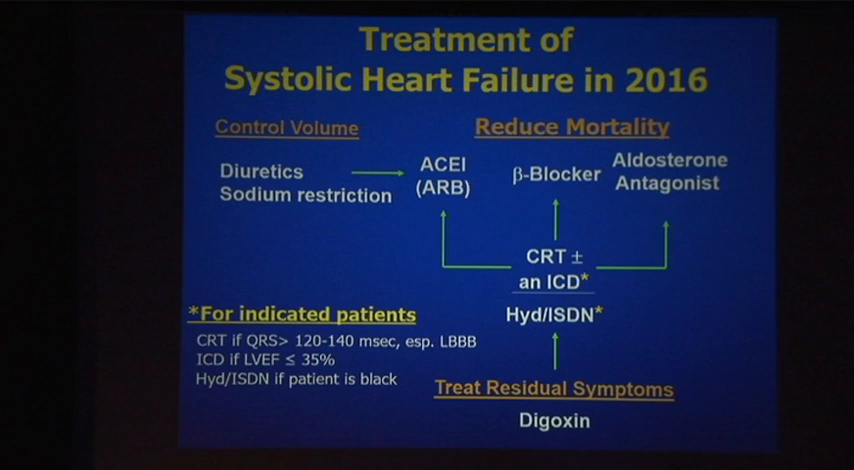 Treatment of
Systolic Heart Failure in 2016
Control Volume
Reduce Mortality
Diuretics
Sodium restriction
ACEI
(ARB)
β-Blocker
Aldosterone
Antagonist
CRT ±
an ICD*
Hyd/ISDN*
*For indicated patients
CRT if QRS> 120-140 msec, esp. LBBB
ICD if LVEF ≤ 35%
Hyd/ISDN if patient is black
Treat Residual Symptoms
Digoxin